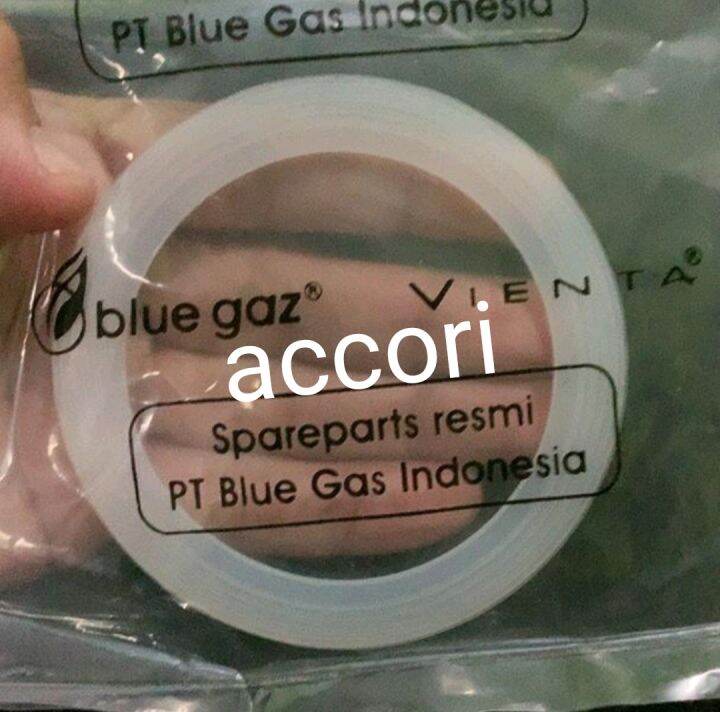 PT Blue Gas Indonesia
blue gaz® VIENTA®
accori
Spareparts resmi
PT Blue Gas Indonesia